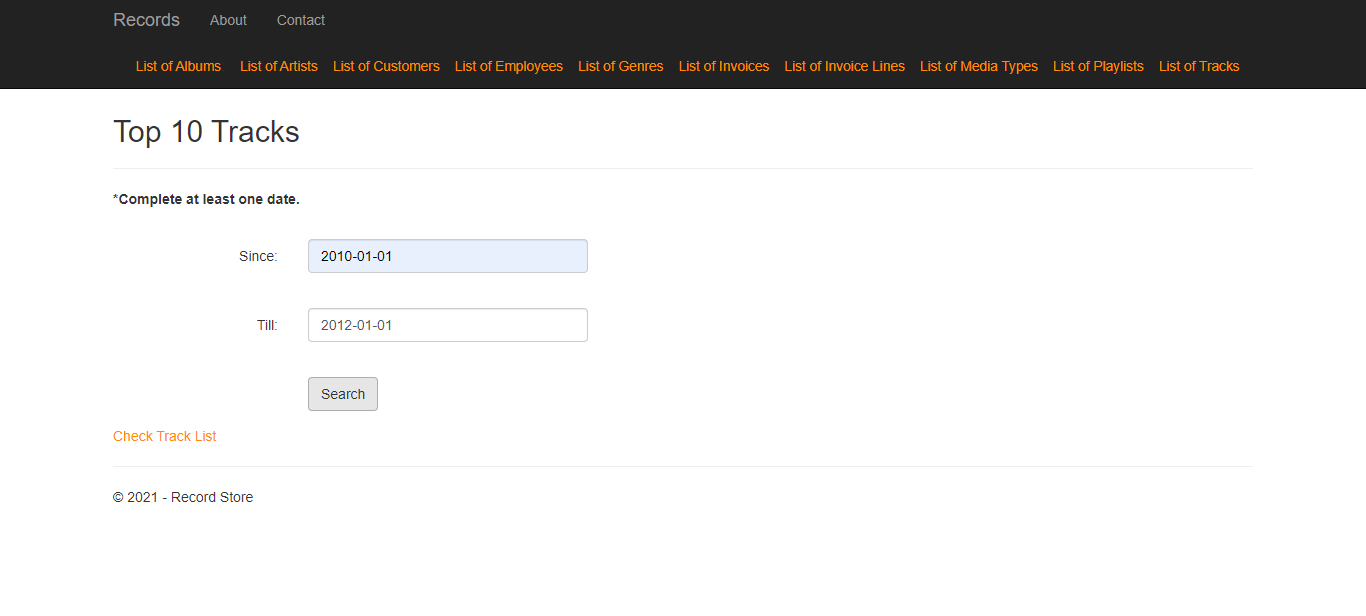 Records About Contact
List of Albums List of Artists List of Customers List of Employees List of Genres List of Invoices List of Invoice Lines List of Media Types List of Playlists List of Tracks
Top 10 Tracks
*Complete at least one date.
Since: 2010-01-01
Till: 2012-01-01
Search
Check Track List
© 2021 - Record Store